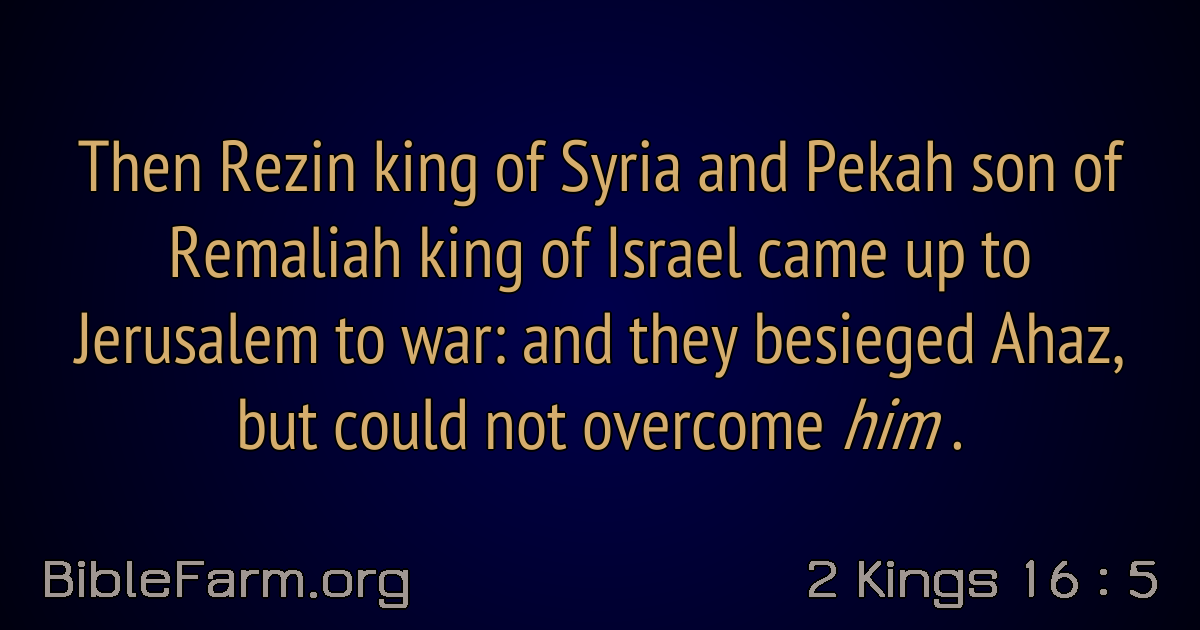 Then Rezin king of Syria and Pekah son of
Remaliah king of Israel came up to
Jerusalem to war: and they besieged Ahaz,
but could not overcome him .
BibleFarm.org
2 Kings 16 : 5